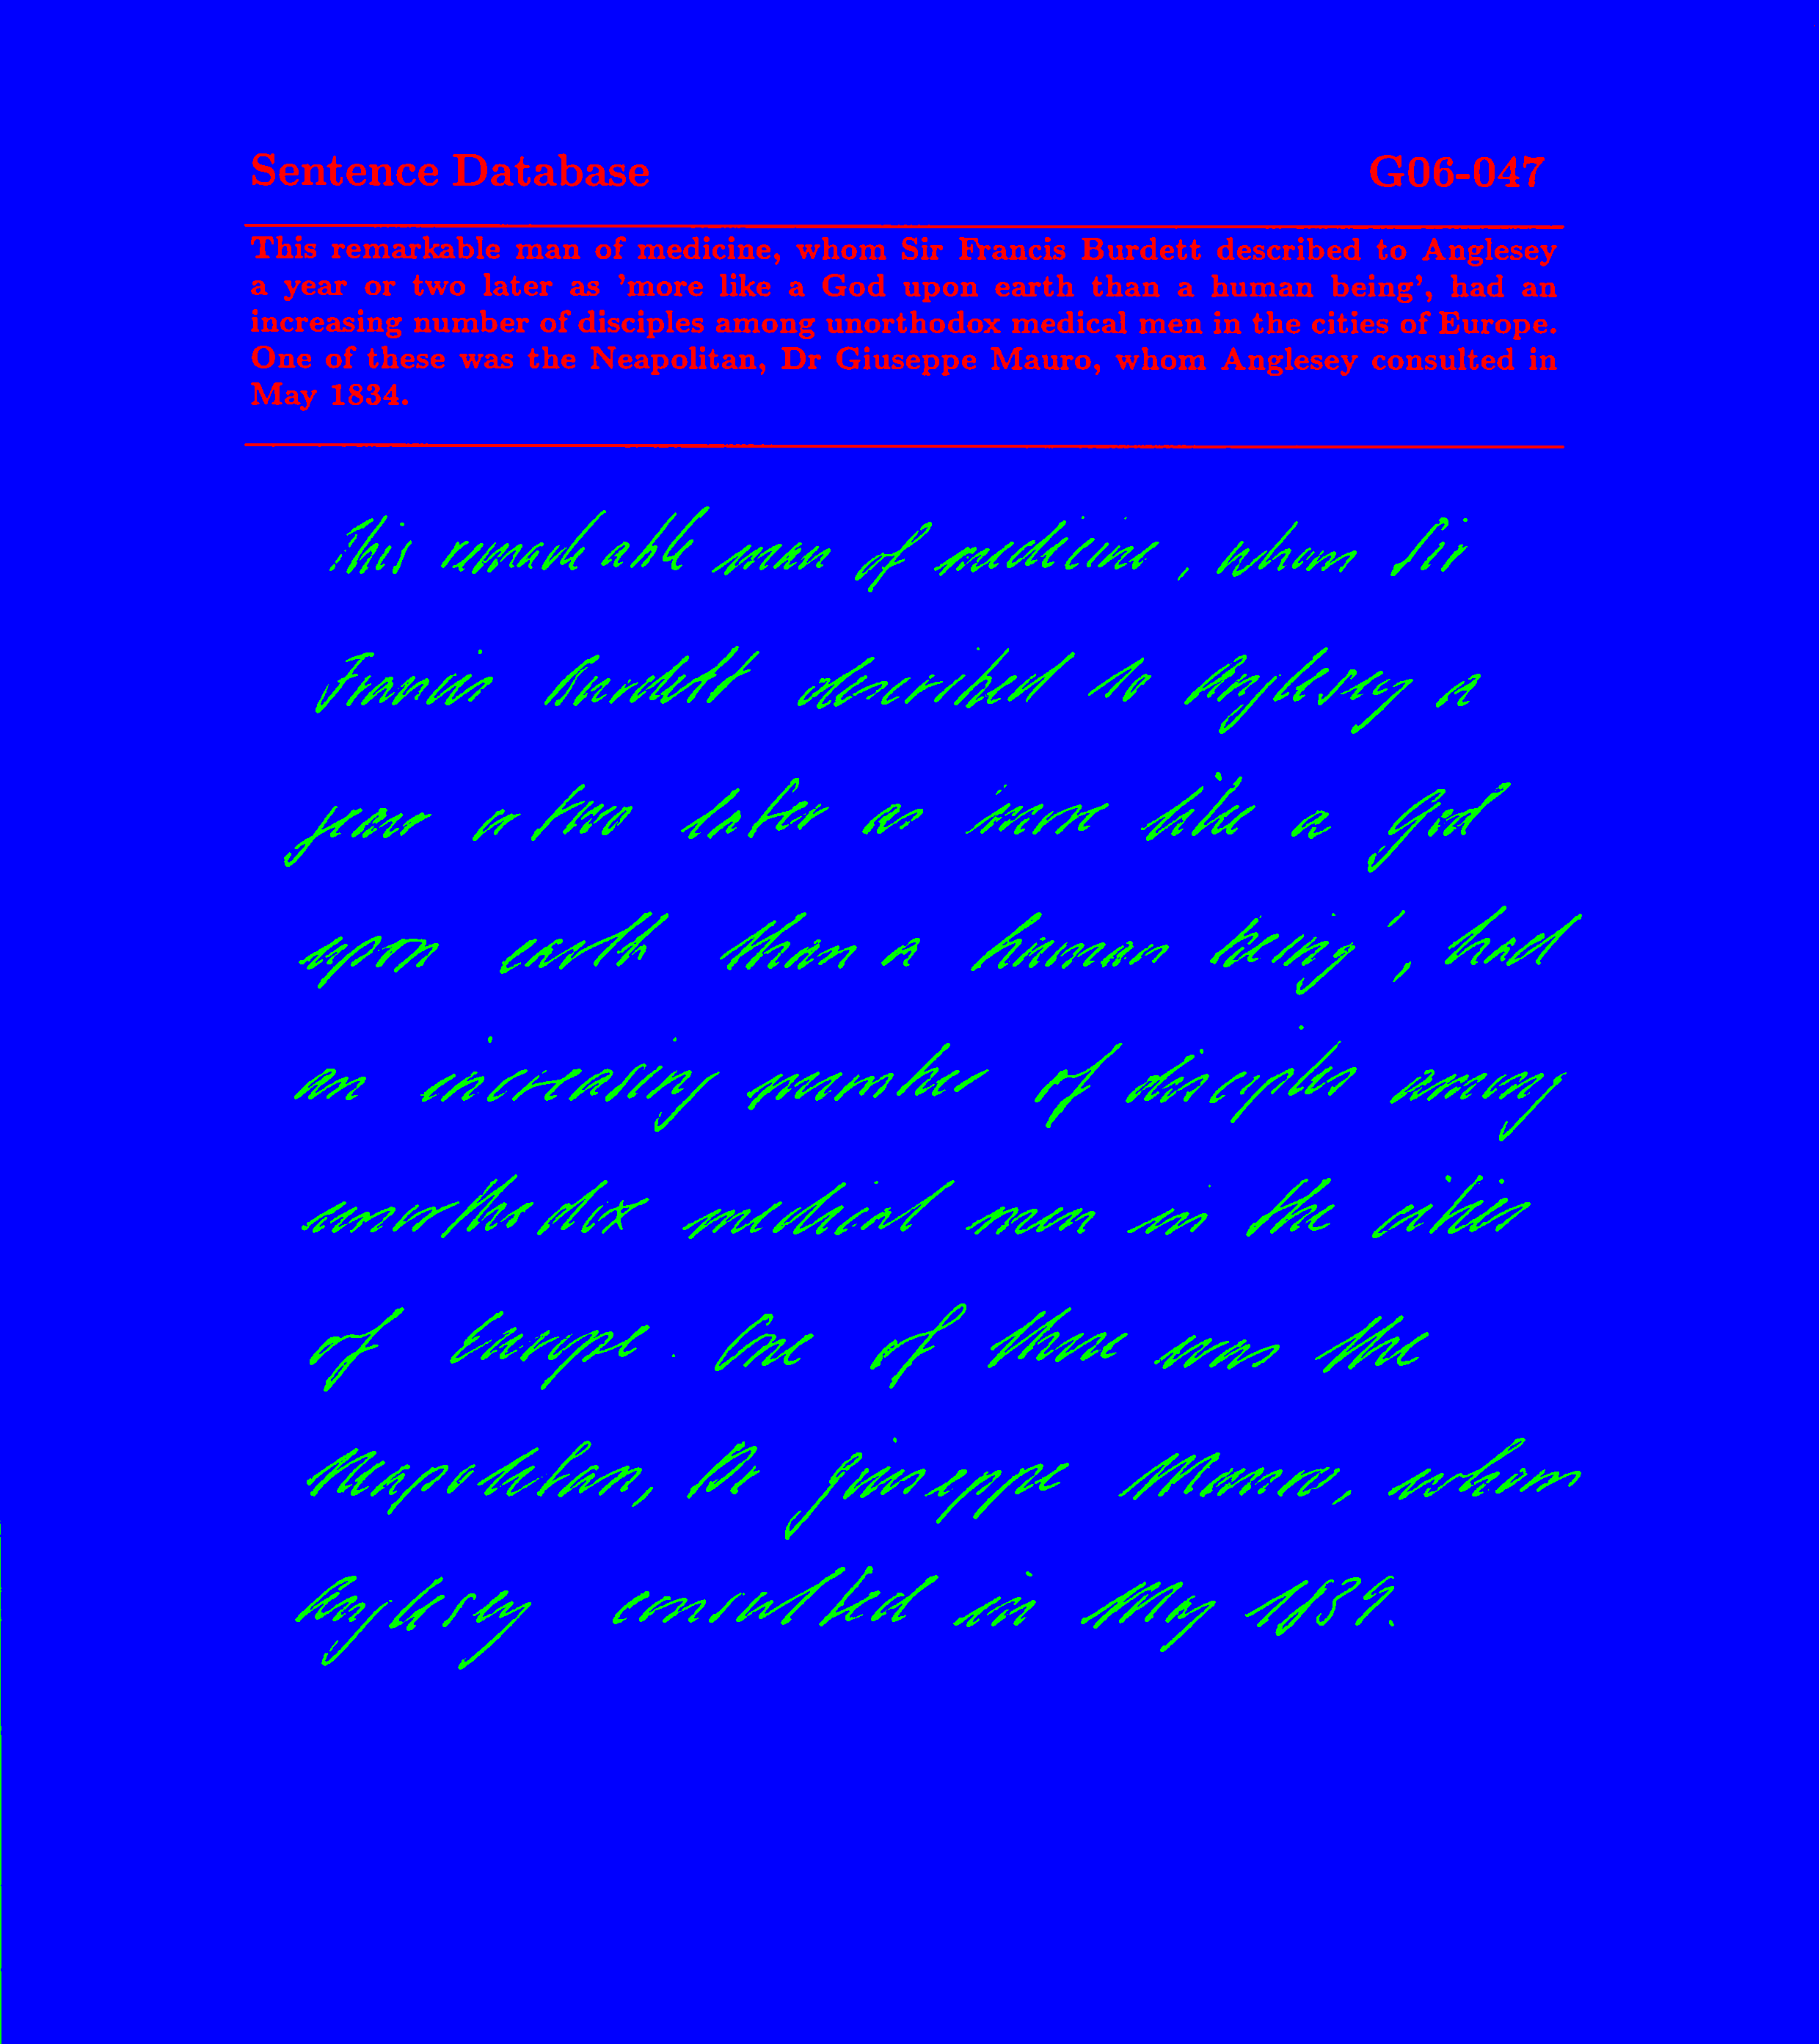 Sentence Database G06-047
This remarkable man of medicine, whom Sir Francis Burdett described to Anglesey
a year or two later as 'more like a God upon earth than a human being', had an
increasing number of disciples among unorthodox medical men in the cities of Europe.
One of these was the Neapolitan, Dr Giuseppe Mauro, whom Anglesey consulted in
May 1834.
This remarkable man of medicine, whom Sir
Francis Burdett described to Anglesey a
year or two later as 'more like a God
upon earth than a human being', had
an increasing number of disciples among
unorthodox medical men in the cities
of Europe. One of these was the
Neapolitan, Dr Giuseppe Mauro, whom
Anglesey consulted in May 1834.